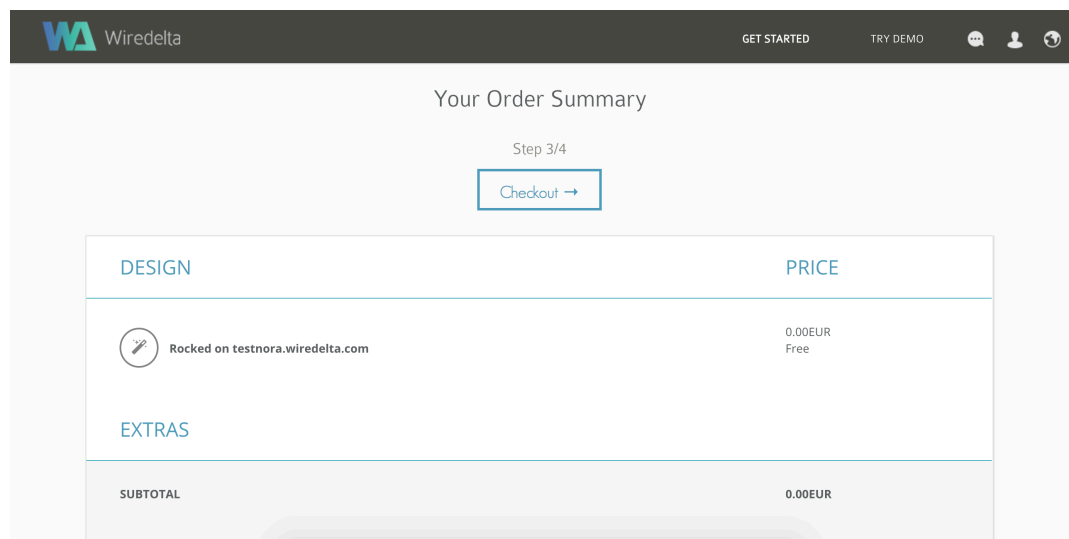 WA Wiredelta
GET STARTED
TRY DEMO
Your Order Summary
Step 3/4
Checkout →
DESIGN
PRICE
Rocked on testnora.wiredelta.com
0.00EUR
Free
EXTRAS
SUBTOTAL
0.00EUR